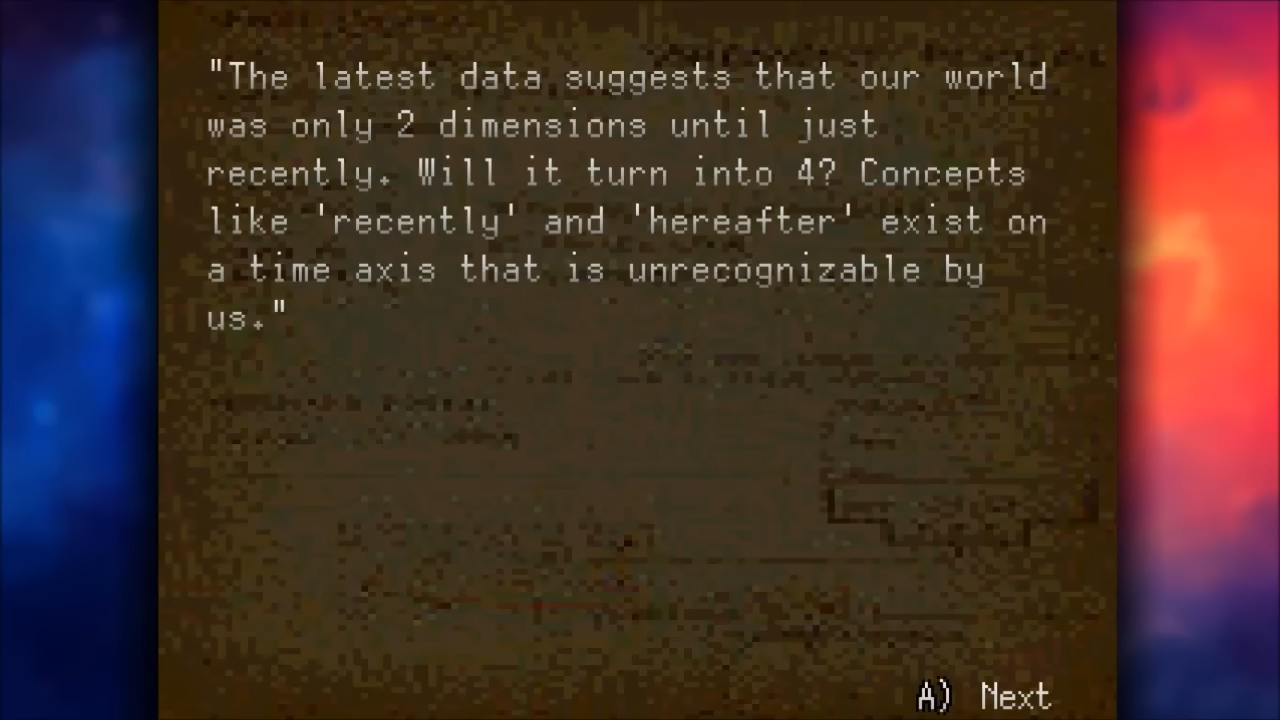 "The latest data suggests that our world
was only 2 dimensions until just
recently. Will it turn into 4? Concepts
like 'recently' and 'hereafter' exist on
a time axis that is unrecognizable by
us."
A) Next